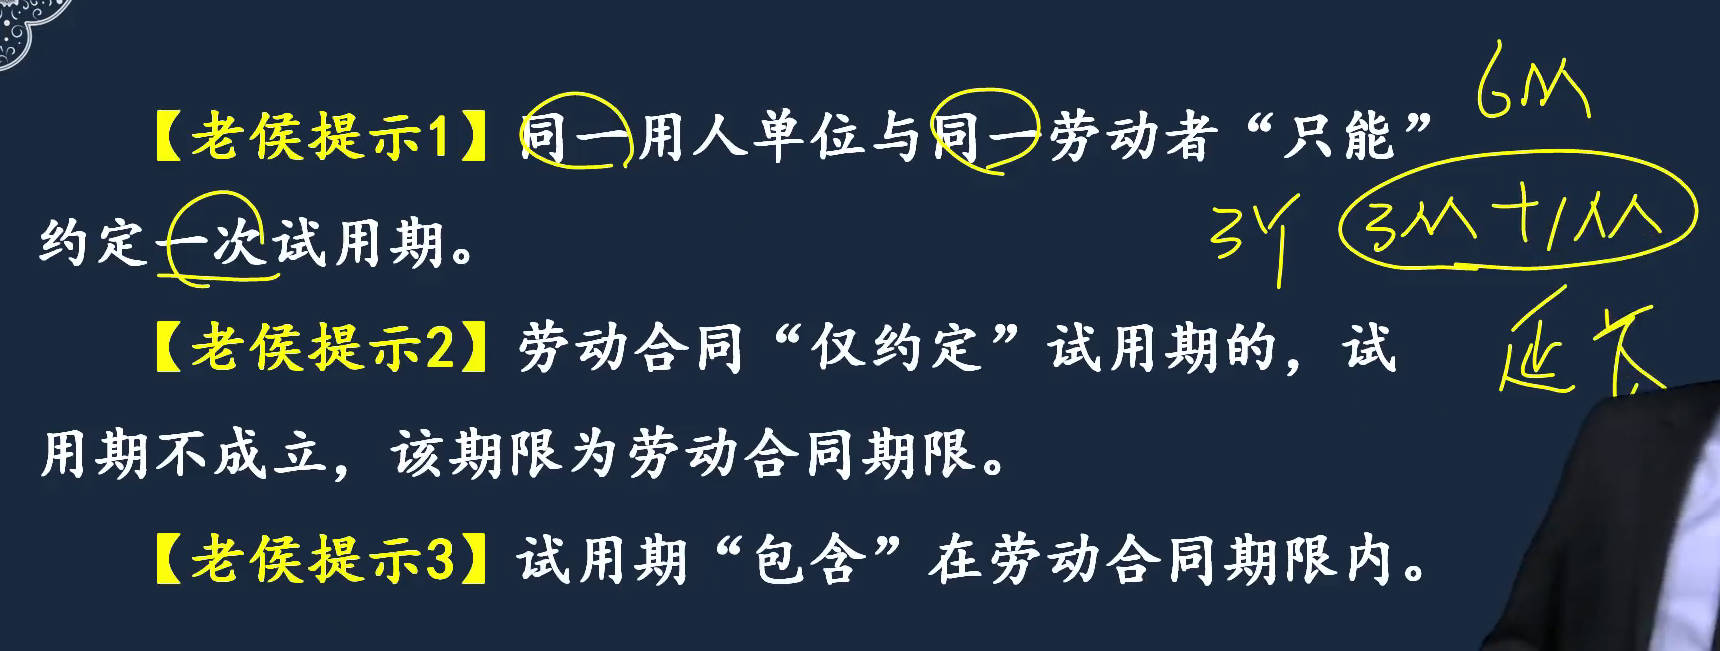 【老侯提示1】同一用人单位与同一劳动者“只能”
约定一次试用期。
【老侯提示2】劳动合同“仅约定”试用期的，试
用期不成立，该期限为劳动合同期限。
【老侯提示3】试用期“包含”在劳动合同期限内。
6M
3Y 3M+1M
延长